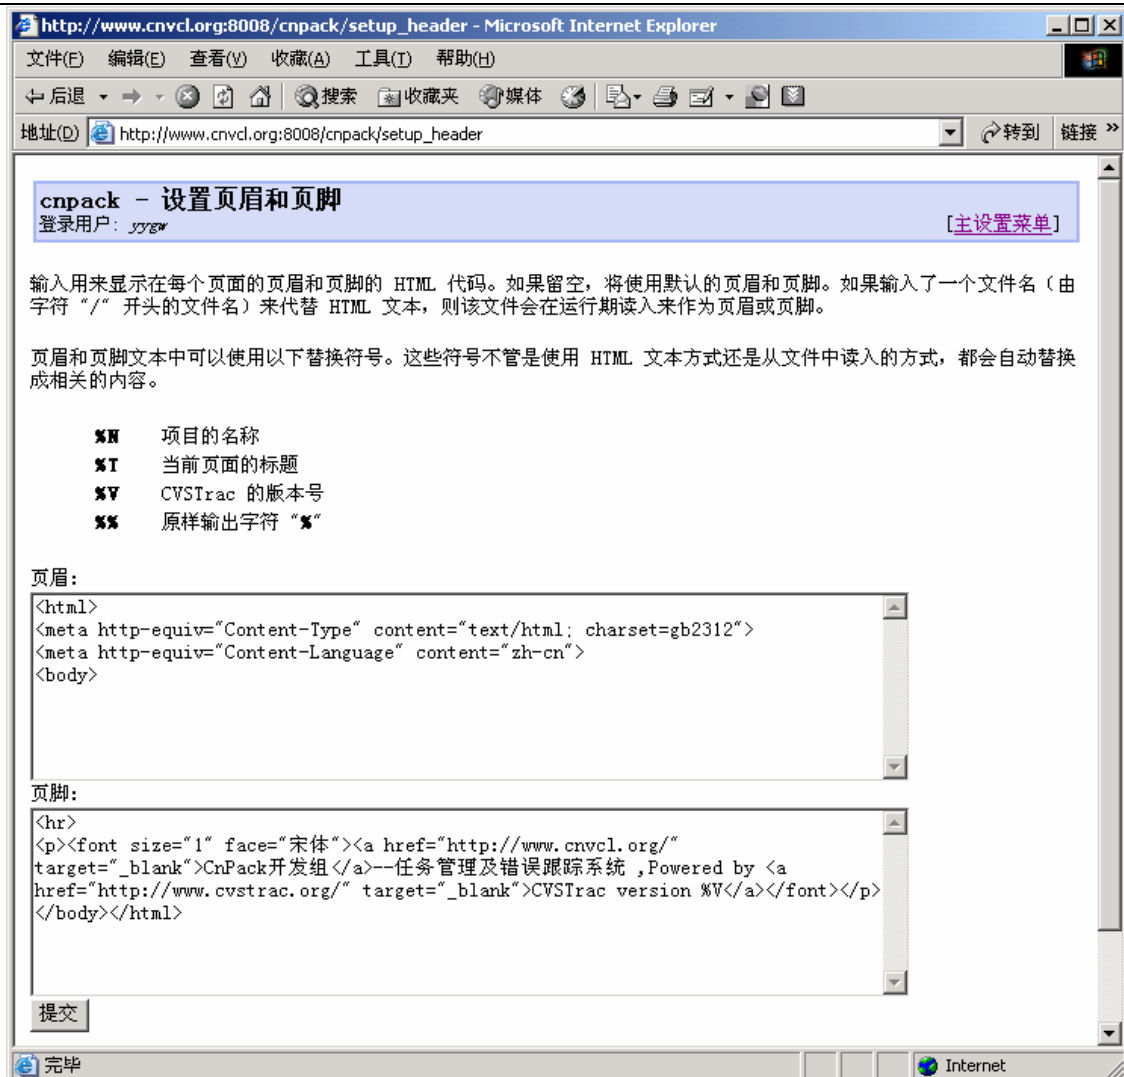 http://www.cnvcl.org:8008/cnpack/setup_header - Microsoft Internet Explorer
文件(F) 编辑(E) 查看(V) 收藏(A) 工具(T) 帮助(H)
后退 搜索 收藏夹 媒体
地址(D) http://www.cnvcl.org:8008/cnpack/setup_header 转到 链接 »
cnpack - 设置页眉和页脚
登录用户: yygw [主设置菜单]
输入用来显示在每个页面的页眉和页脚的 HTML 代码。如果留空，将使用默认的页眉和页脚。如果输入了一个文件名（由
字符 "/" 开头的文件名）来代替 HTML 文本，则该文件会在运行期读入来作为页眉或页脚。
页眉和页脚文本中可以使用以下替换符号。这些符号不管是使用 HTML 文本方式还是从文件中读入的方式，都会自动替换
成相关的内容。
%N 项目的名称
%T 当前页面的标题
%V CVSTrac 的版本号
%% 原样输出字符 "%"
页眉:
<html>
<meta http-equiv="Content-Type" content="text/html; charset=gb2312">
<meta http-equiv="Content-Language" content="zh-cn">
<body>
页脚:
<hr>
<p><font size="1" face="宋体"><a href="http://www.cnvcl.org/"
target="_blank">CnPack开发组</a>--任务管理及错误跟踪系统 ,Powered by <a
href="http://www.cvstrac.org/" target="_blank">CVSTrac version %V</a></font></p>
</body></html>
提交
完毕 Internet